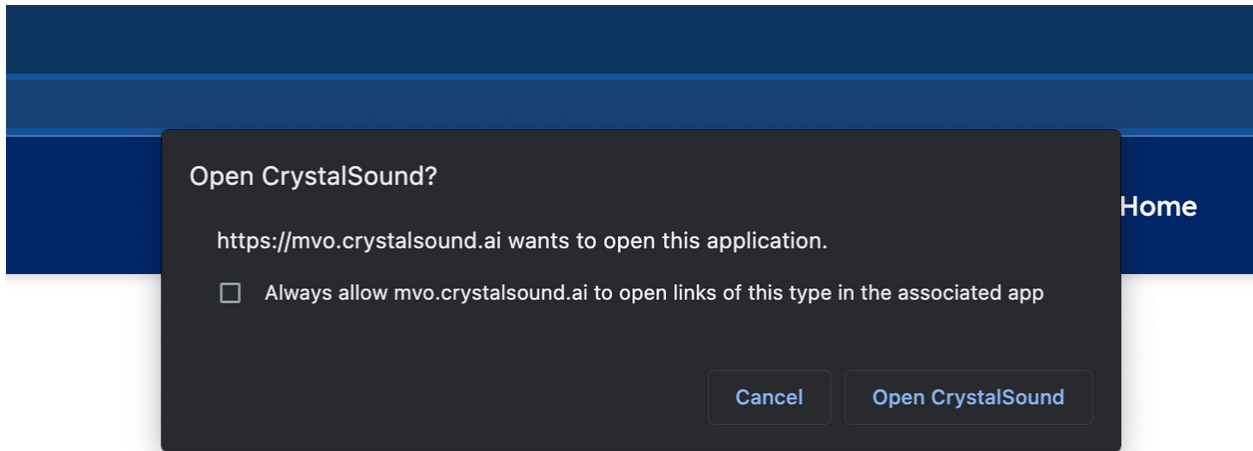 Open CrystalSound?
Home
https://mvo.crystalsound.ai wants to open this application.
Always allow mvo.crystalsound.ai to open links of this type in the associated app
Cancel
Open CrystalSound